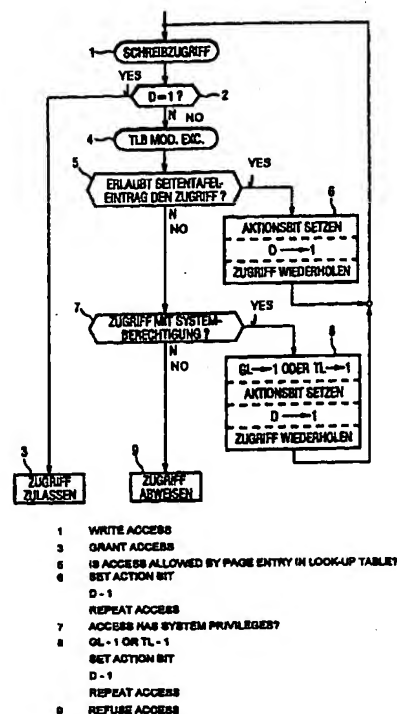 1
SCHREIBZUGRIFF
YES
D=1 ?
2
N NO
4
TLB MOD. EXC.
5
ERLAUBT SEITENTAFEL-
EINTRAG DEN ZUGRIFF ?
YES
N
NO
6
AKTIONSBIT SETZEN
D → 1
ZUGRIFF WIEDERHOLEN
7
ZUGRIFF MIT SYSTEM-
BERECHTIGUNG ?
YES
N
NO
8
GL → 1 ODER TL → 1
AKTIONSBIT SETZEN
D → 1
ZUGRIFF WIEDERHOLEN
3
ZUGRIFF
ZULASSEN
9
ZUGRIFF
ABWEISEN
1 WRITE ACCESS
3 GRANT ACCESS
5 IS ACCESS ALLOWED BY PAGE ENTRY IN LOOK-UP TABLE?
6 SET ACTION BIT
D - 1
REPEAT ACCESS
7 ACCESS HAS SYSTEM PRIVILEGES?
8 GL - 1 OR TL - 1
SET ACTION BIT
D - 1
REPEAT ACCESS
9 REFUSE ACCESS